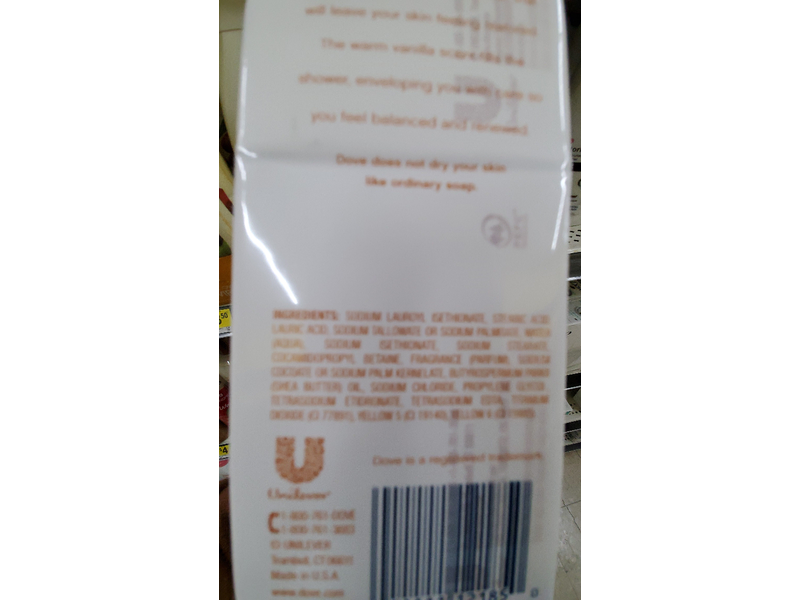 will leave your skin feeling
The warm vanilla scent fills the
shower, enveloping you with care so
you feel balanced and renewed.
Dove does not dry your skin
like ordinary soap.
INGREDIENTS: SODIUM LAUROYL ISETHIONATE, STEARIC ACID,
LAURIC ACID, SODIUM TALLOWATE OR SODIUM PALMITATE, WATER
(AQUA), SODIUM ISETHIONATE, SODIUM STEARATE,
COCAMIDOPROPYL BETAINE, FRAGRANCE (PARFUM), SODIUM
COCOATE OR SODIUM PALM KERNELATE, BUTYROSPERMUM PARKII
(SHEA BUTTER) OIL, SODIUM CHLORIDE, PROPYLENE GLYCOL,
TETRASODIUM ETIDRONATE, TETRASODIUM EDTA, TITANIUM
DIOXIDE (CI 77891), YELLOW 5 (CI 19140), YELLOW 6
Dove is a registered trademark
Unilever
1-800-761-DOVE
1-800-761-3683
© UNILEVER
Trumbull, CT 06611
Made in U.S.A.
www.dove.com